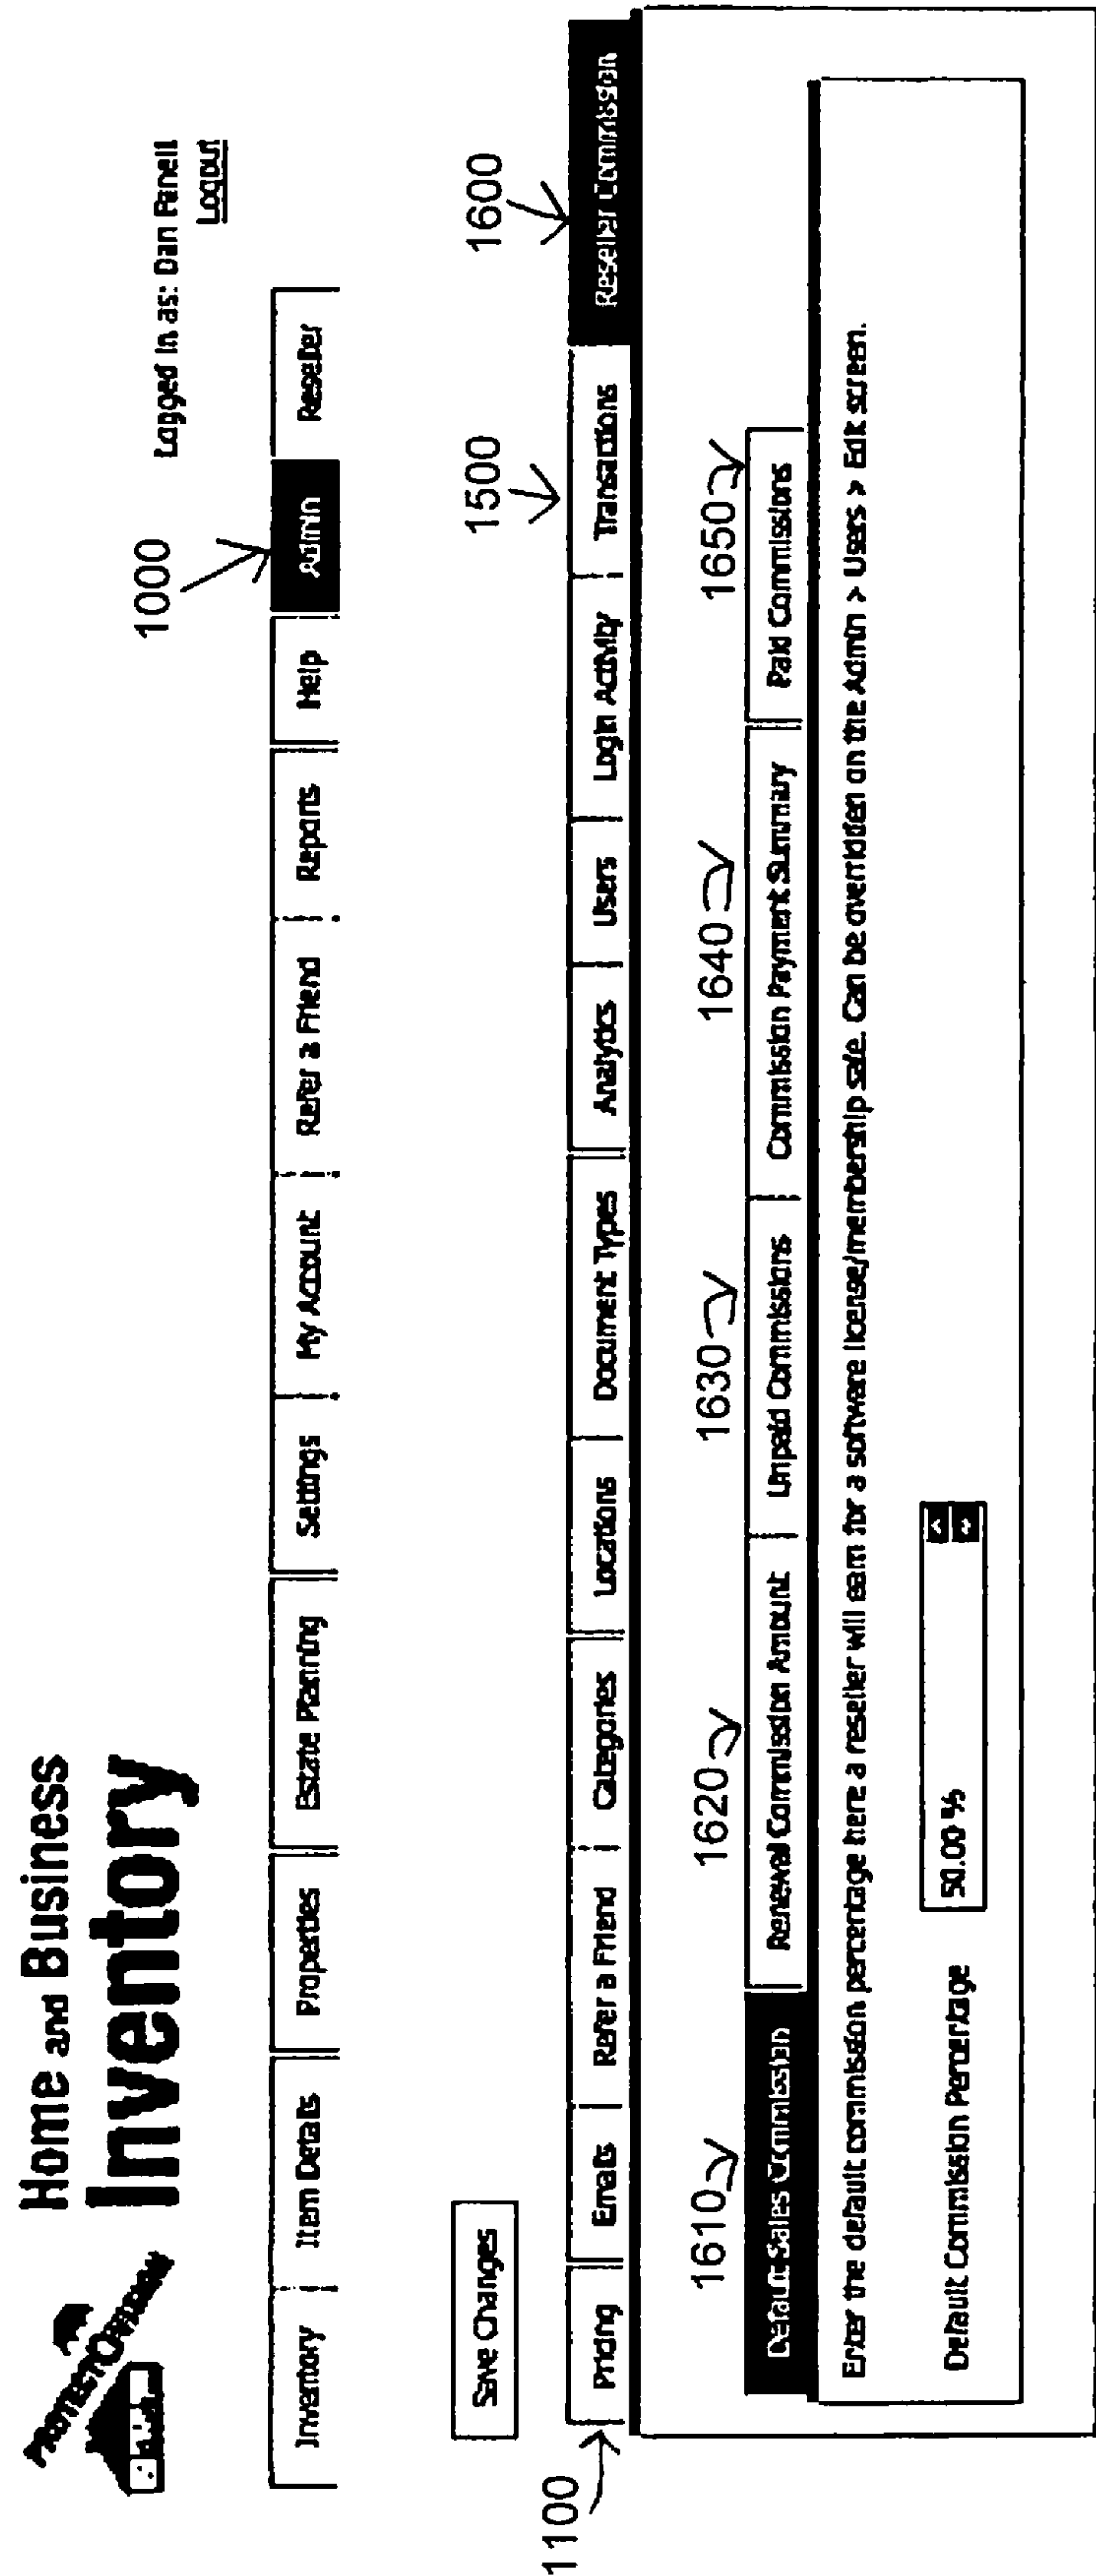 Home AND Business
Inventory
Logged in as: Dan Fanell
Logout
1000
Inventory Item Details Properties Estate Planning Settings My Account Refer a Friend Reports Help Admin Reseller
Save Changes
1500 1600
1100
Pricing Emails Refer a Friend Categories Locations Document Types Analytics Users Login Activity Transactions Reseller Commission
1610 1620 1630 1640 1650
Default Sales Commission Renewal Commission Amount Unpaid Commissions Commission Payment Summary Paid Commissions
Enter the default commission percentage here a reseller will earn for a software license/membership sale. Can be overridden on the Admin > Users > Edit screen.
Default Commission Percentage 50.00 %